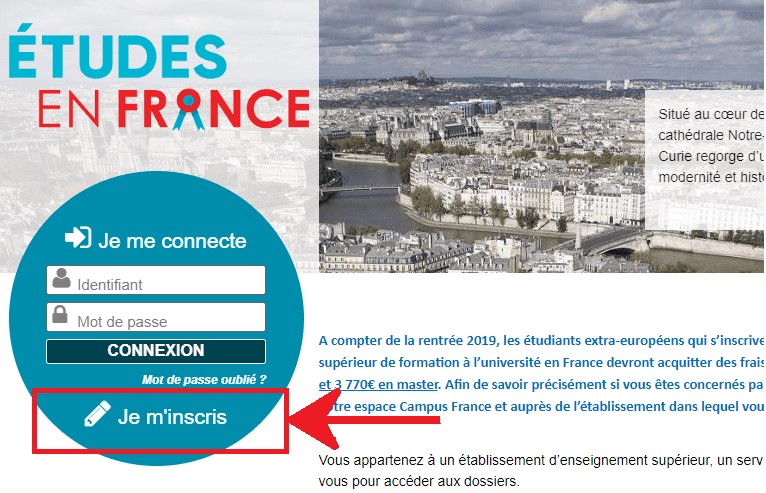 ÉTUDES
EN FRANCE
Situé au cœur de
cathédrale Notre-
Curie regorge d'u
modernité et histo
Je me connecte
Identifiant
Mot de passe
CONNEXION
Mot de passe oublié ?
Je m'inscris
A compter de la rentrée 2019, les étudiants extra-européens qui s'inscrive
supérieur de formation à l'université en France devront acquitter des frais
et 3 770€ en master. Afin de savoir précisément si vous êtes concernés pa
otre espace Campus France et auprès de l'établissement dans lequel vou
Vous appartenez à un établissement d'enseignement supérieur, un serv
vous pour accéder aux dossiers.